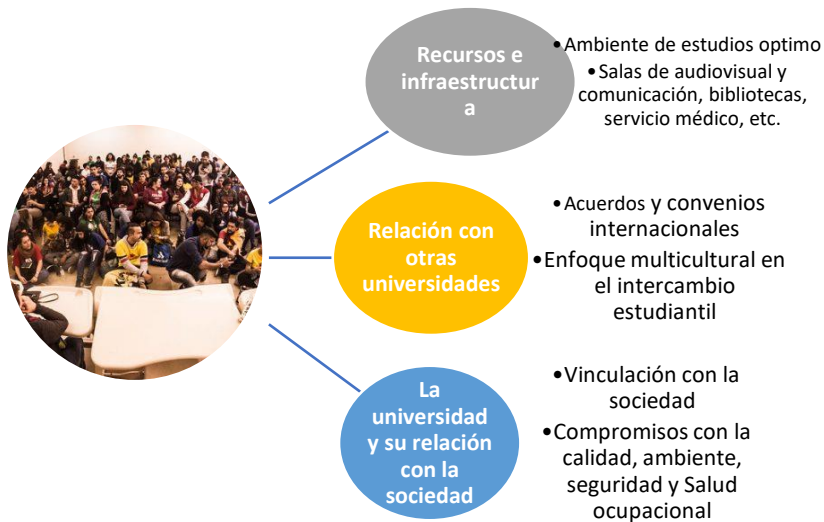 Recursos e
infraestructur
a
•Ambiente de estudios optimo
•Salas de audiovisual y
comunicación, bibliotecas,
servicio médico, etc.
Relación con
otras
universidades
•Acuerdos y convenios
internacionales
•Enfoque multicultural en
el intercambio
estudiantil
La
universidad
y su relación
con la
sociedad
•Vinculación con la
sociedad
•Compromisos con la
calidad, ambiente,
seguridad y Salud
ocupacional